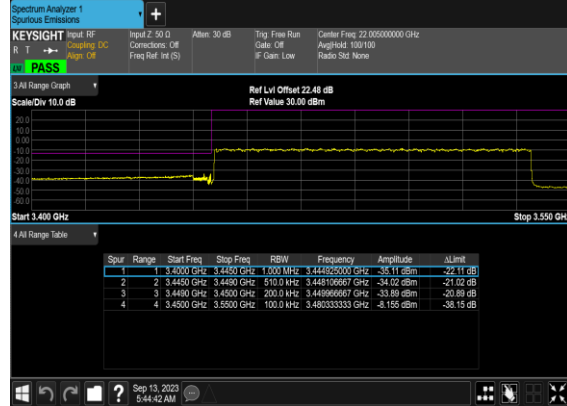 Spectrum Analyzer 1
Spurious Emissions
+
KEYSIGHT Input: RF Input Z: 50 Ω Atten: 30 dB Trig: Free Run Center Freq: 22.005000000 GHz
R T Coupling: DC Corrections: Off Gate: Off Avg|Hold: 100/100
Align: Off Freq Ref: Int (S) IF Gain: Low Radio Std: None
PASS
3 All Range Graph
Ref Lvl Offset 22.48 dB
Scale/Div 10.0 dB Ref Value 30.00 dBm
20.0
10.0
0.00
-10.0
-20.0
-30.0
-40.0
-50.0
-60.0
Start 3.400 GHz Stop 3.550 GHz
4 All Range Table
Spur Range Start Freq Stop Freq RBW Frequency Amplitude ΔLimit
1 1 3.4000 GHz 3.4450 GHz 1.000 MHz 3.444925000 GHz -35.11 dBm -22.11 dB
2 2 3.4450 GHz 3.4490 GHz 510.0 kHz 3.448106667 GHz -34.02 dBm -21.02 dB
3 3 3.4490 GHz 3.4500 GHz 200.0 kHz 3.449966667 GHz -33.89 dBm -20.89 dB
4 4 3.4500 GHz 3.5500 GHz 100.0 kHz 3.480333333 GHz -8.155 dBm -38.15 dB
? Sep 13, 2023
5:44:42 AM